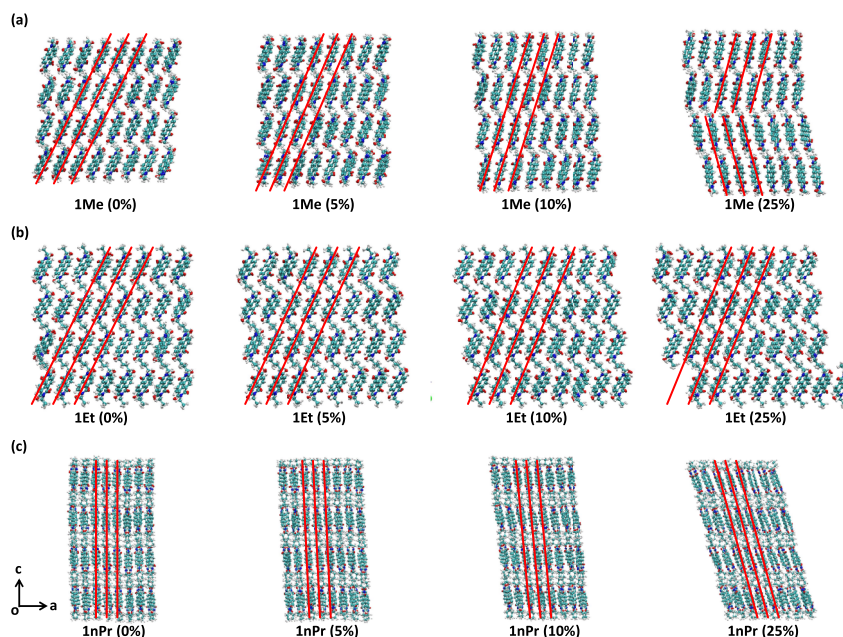 (a)
1Me (0%) 1Me (5%) 1Me (10%) 1Me (25%)
(b)
1Et (0%) 1Et (5%) 1Et (10%) 1Et (25%)
(c)
c
o a
1nPr (0%) 1nPr (5%) 1nPr (10%) 1nPr (25%)